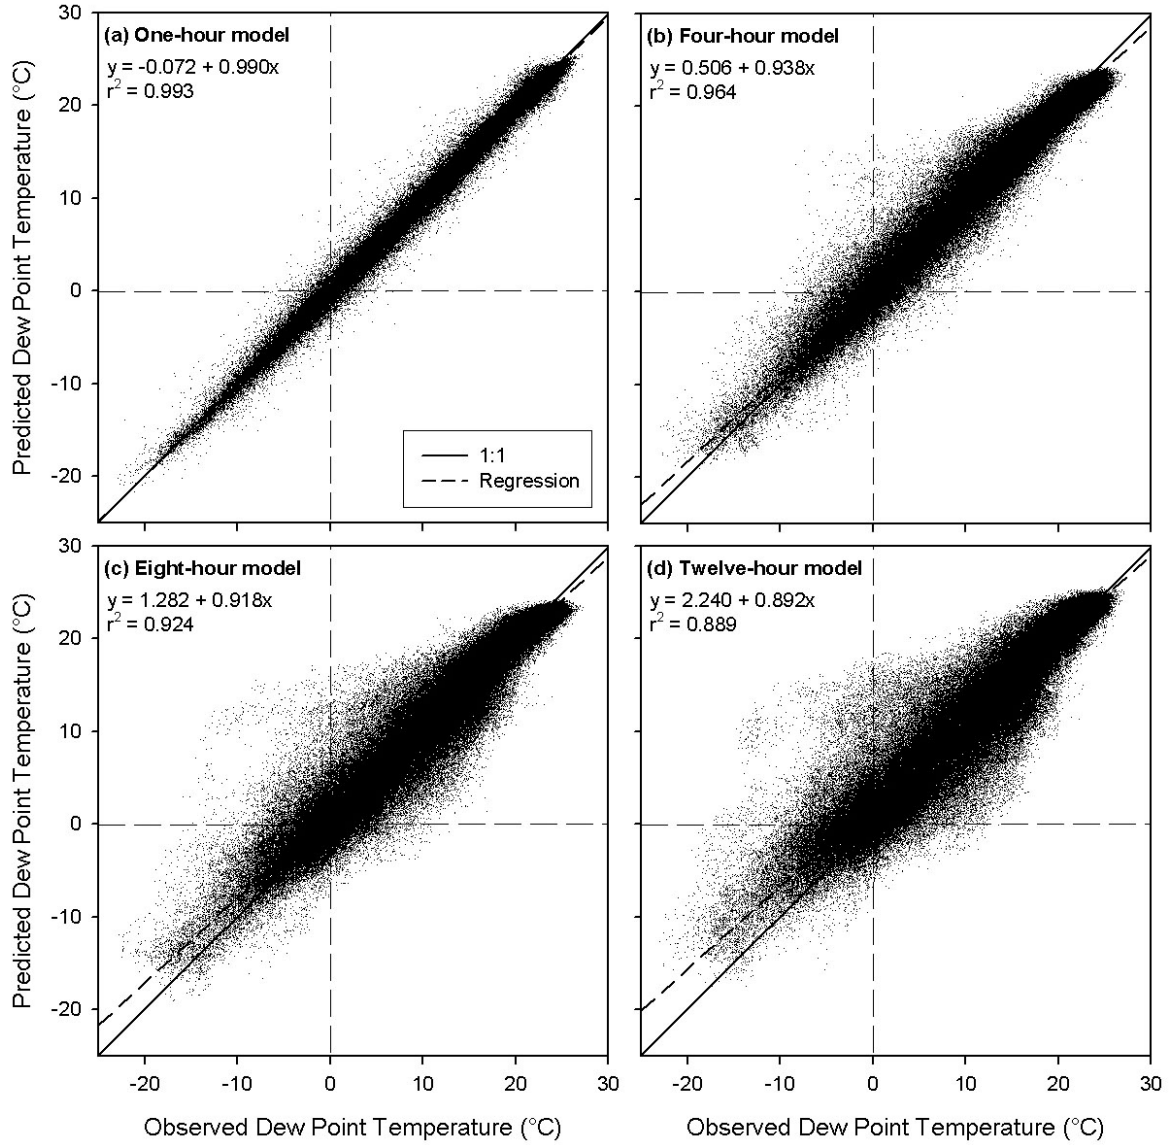 Predicted Dew Point Temperature (°C)
30
20
10
0
-10
-20
(a) One-hour model
y = -0.072 + 0.990x
r² = 0.993
1:1
Regression
(b) Four-hour model
y = 0.506 + 0.938x
r² = 0.964
Predicted Dew Point Temperature (°C)
30
20
10
0
-10
-20
(c) Eight-hour model
y = 1.282 + 0.918x
r² = 0.924
(d) Twelve-hour model
y = 2.240 + 0.892x
r² = 0.889
-20 -10 0 10 20 30
-20 -10 0 10 20 30
Observed Dew Point Temperature (°C)
Observed Dew Point Temperature (°C)